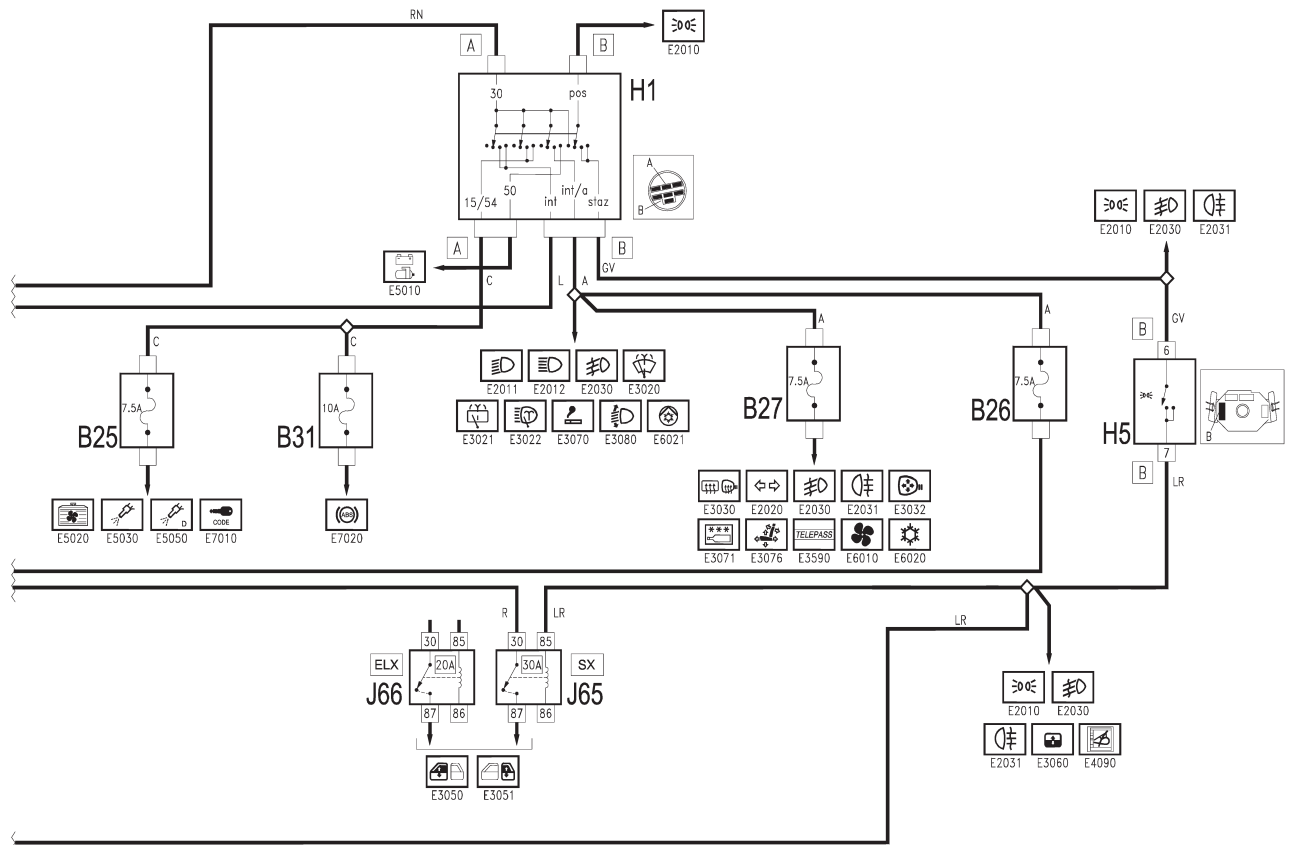 RN
A
B
E2010
30
pos
H1
A
B
15/54
50
int
int/a
staz
A
B
E5010
C
L
A
GV
E2010
E2030
E2031
C
C
A
A
B
GV
6
7.5A
B25
10A
B31
E2011
E2012
E2030
E3020
E3021
E3022
E3070
E3080
E6021
7.5A
B27
7.5A
B26
H5
B
7
B
LR
D
CODE
E5020
E5030
E5050
E7010
ABS
E7020
E3030
E2020
E2030
E2031
E3032
TELEPASS
E3071
E3076
E3590
E6010
E6020
R
LR
LR
30
85
30
85
ELX
20A
30A
SX
J66
J65
87
86
87
86
E3050
E3051
E2010
E2030
E2031
E3060
E4090